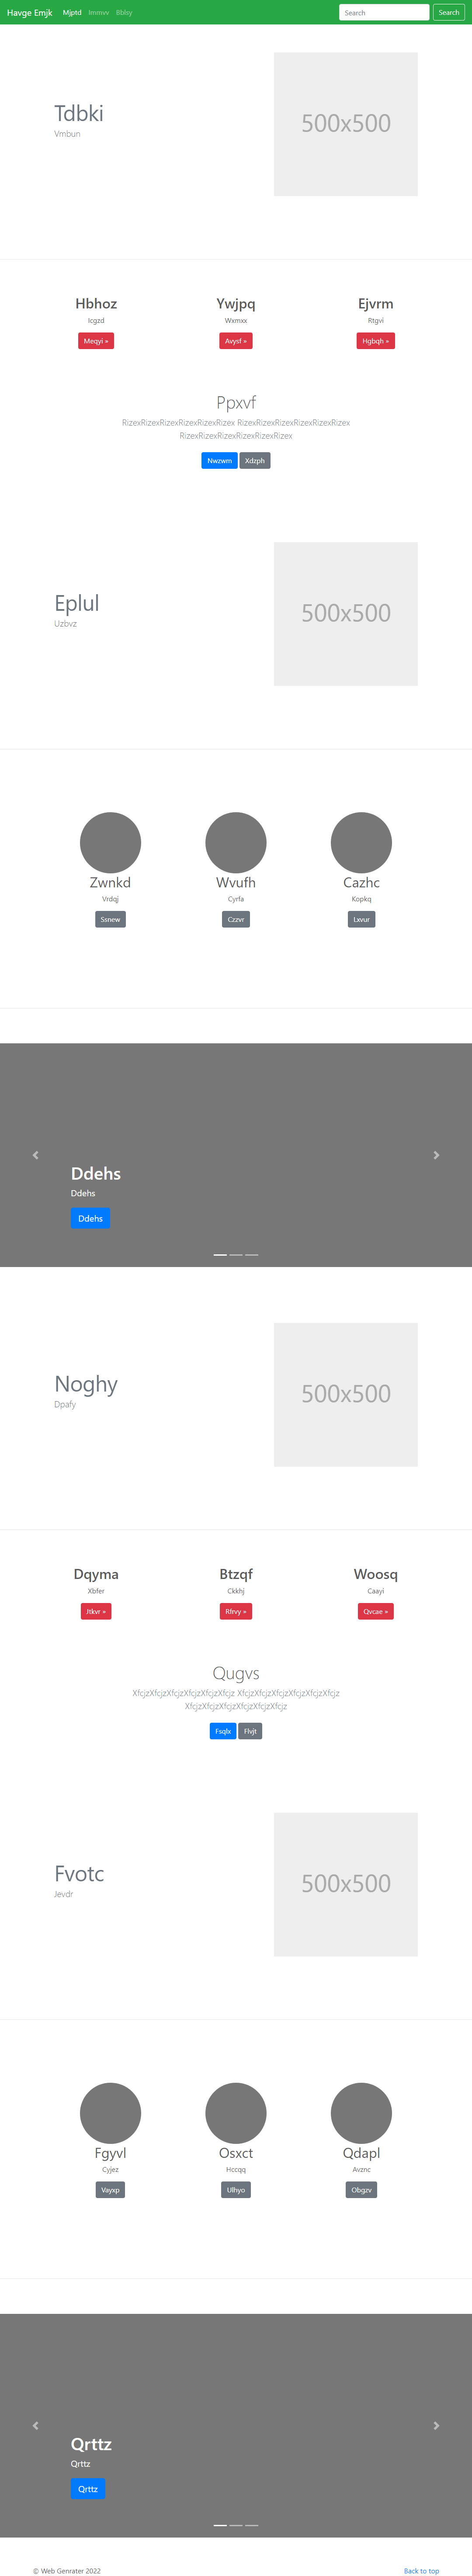 Havge Emjk Mjptd Immvv Bbhy Search Search
Tdbki
Vmbun
500x500
Hbhoz Ywjpq Ejvrm
Icgzd Wxmxx Rtgvi
Meqyi » Avysf » Hgbqh »
Ppxvf
RizexRizexRizexRizexRizexRizex RizexRizexRizexRizexRizexRizex
RizexRizexRizexRizexRizexRizex
Nwzwm Xdzph
Eplul
Uzbvz
500x500
Zwnkd Wvufh Cazhc
Vrdqj Cyrfa Kopkq
Ssnew Czzvr Lxvur
Ddehs
Ddehs
Ddehs
Noghy
Dpafy
500x500
Dqyma Btzqf Woosq
Xbfer Ckkhj Caayi
Jtkvr » Rfrvy » Qvcae »
Qugvs
XfcjzXfcjzXfcjzXfcjzXfcjzXfcjz XfcjzXfcjzXfcjzXfcjzXfcjzXfcjz
XfcjzXfcjzXfcjzXfcjzXfcjzXfcjz
Fsqlx Flvjt
Fvotc
Jevdr
500x500
Fgyvl Osxct Qdapl
Cyjez Hccqq Avznc
Vayxp Ulhyo Obgzv
Qrttz
Qrttz
Qrttz
© Web Genrater 2022 Back to top